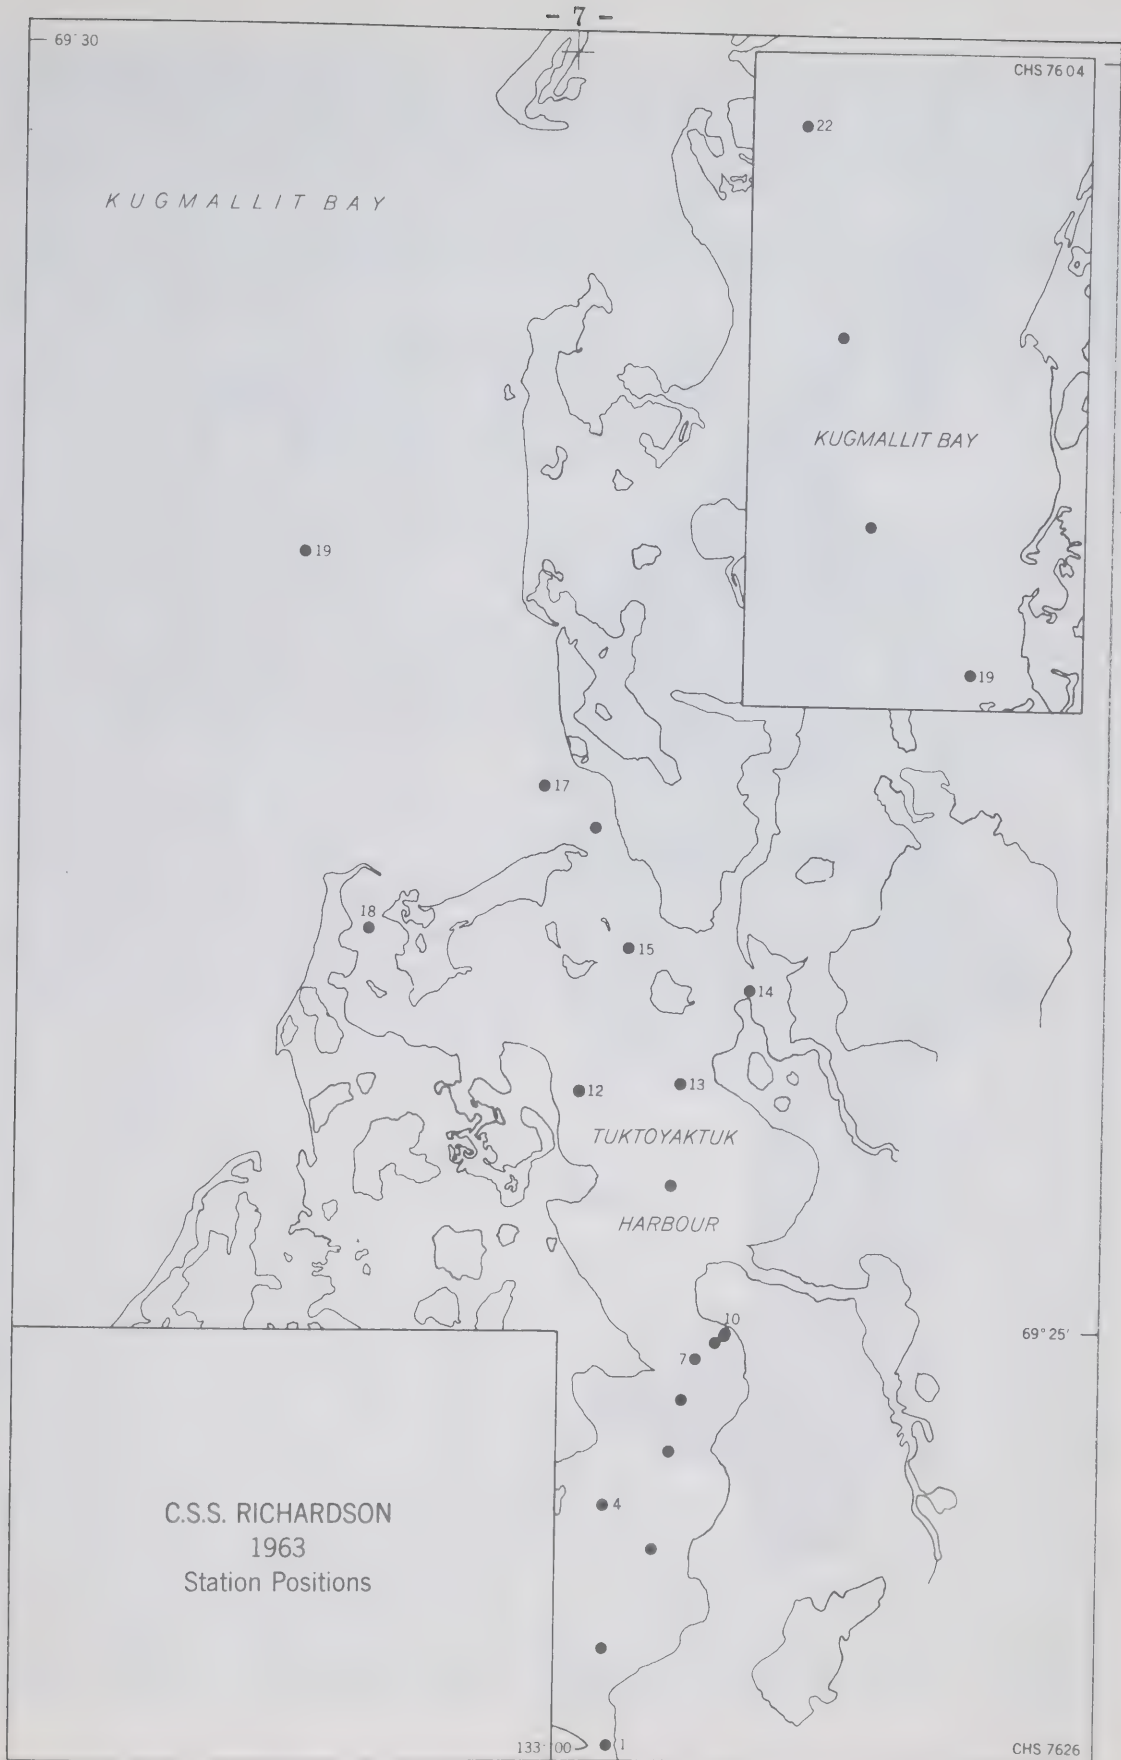 - 7 -
69° 30
CHS 7604
22
KUGMALLIT BAY
KUGMALLIT BAY
19
19
17
18
15
14
12
13
TUKTOYAKTUK
HARBOUR
10
69° 25'
7
4
C.S.S. RICHARDSON
1963
Station Positions
133° 00
1
CHS 7626